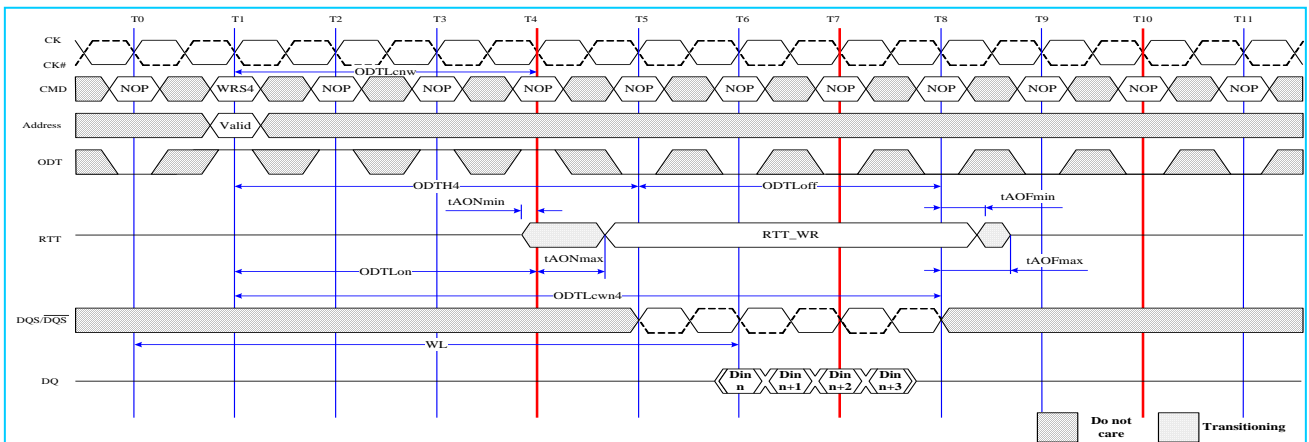 T0 T1 T2 T3 T4 T5 T6 T7 T8 T9 T10 T11
CK
CK#
ODTLcnw
CMD NOP WRS4 NOP NOP NOP NOP NOP NOP NOP NOP NOP NOP
Address Valid
ODT
ODTH4 ODTLoff
tAONmin tAOFmin
RTT RTT_WR
tAONmax tAOFmax
ODTLon
ODTLcwn4
DQS/DQS
WL
DQ Din n Din n+1 Din n+2 Din n+3
Do not care Transitioning